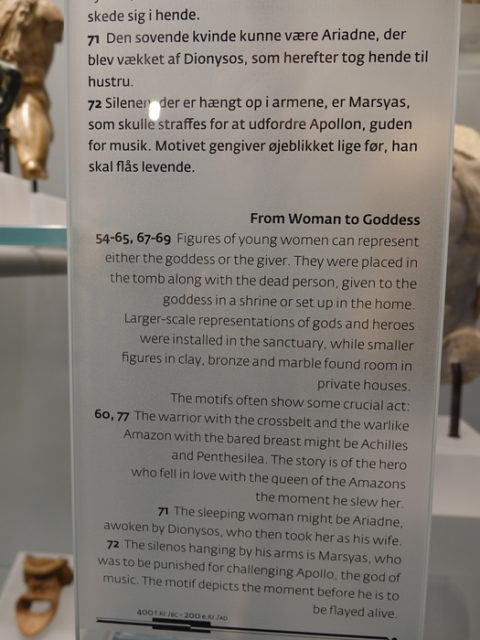 skede sig i hende.
71 Den sovende kvinde kunne være Ariadne, der
blev vækket af Dionysos, som herefter tog hende til
hustru.
72 Silenen, der er hængt op i armene, er Marsyas,
som skulle straffes for at udfordre Apollon, guden
for musik. Motivet gengiver øjeblikket lige før, han
skal flås levende.
From Woman to Goddess
54-65, 67-69 Figures of young women can represent
either the goddess or the giver. They were placed in
the tomb along with the dead person, given to the
goddess in a shrine or set up in the home.
Larger-scale representations of gods and heroes
were installed in the sanctuary, while smaller
figures in clay, bronze and marble found room in
private houses.
The motifs often show some crucial act:
60, 77 The warrior with the crossbelt and the warlike
Amazon with the bared breast might be Achilles
and Penthesilea. The story is of the hero
who fell in love with the queen of the Amazons
the moment he slew her.
71 The sleeping woman might be Ariadne,
awoken by Dionysos, who then took her as his wife.
72 The silenos hanging by his arms is Marsyas, who
was to be punished for challenging Apollo, the god of
music. The motif depicts the moment before he is to
be flayed alive.
400 f.Kr./BC - 200 e.Kr./AD